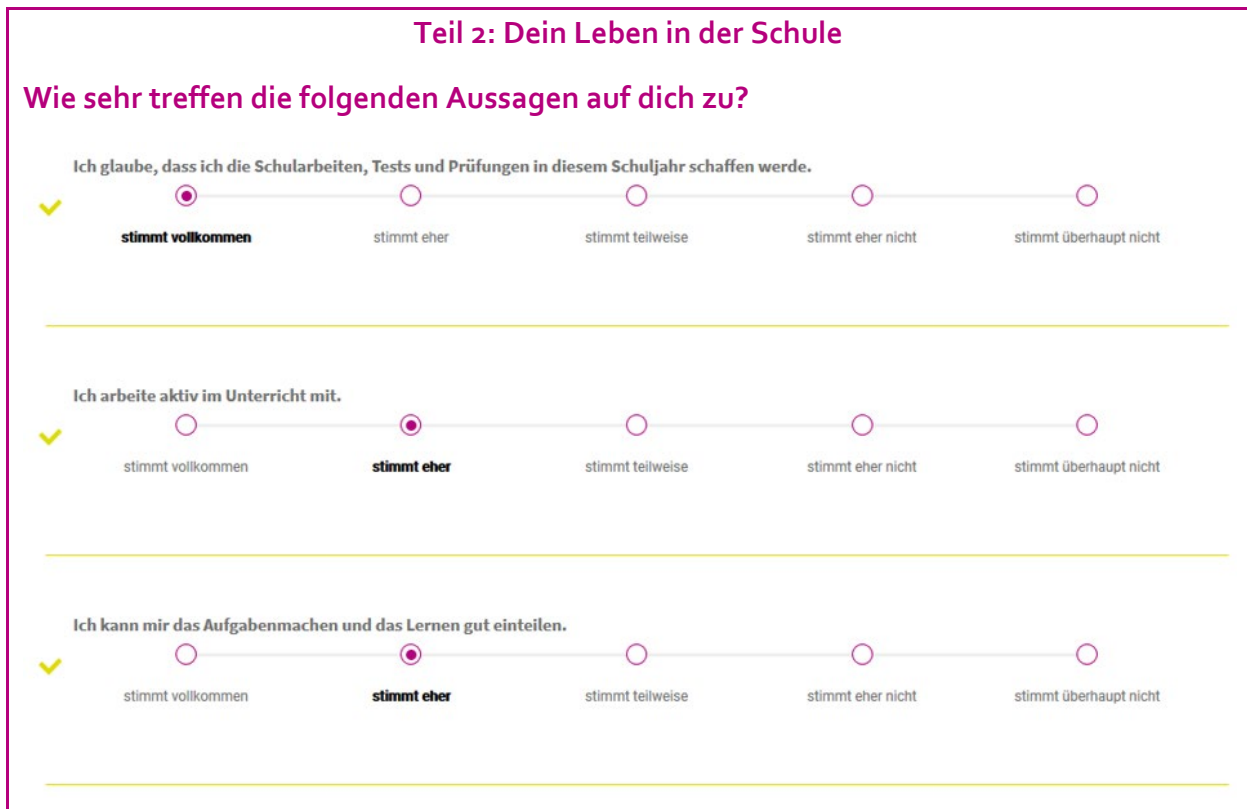 Teil 2: Dein Leben in der Schule
Wie sehr treffen die folgenden Aussagen auf dich zu?
Ich glaube, dass ich die Schularbeiten, Tests und Prüfungen in diesem Schuljahr schaffen werde.
stimmt vollkommen stimmt eher stimmt teilweise stimmt eher nicht stimmt überhaupt nicht
Ich arbeite aktiv im Unterricht mit.
stimmt vollkommen stimmt eher stimmt teilweise stimmt eher nicht stimmt überhaupt nicht
Ich kann mir das Aufgabenmachen und das Lernen gut einteilen.
stimmt vollkommen stimmt eher stimmt teilweise stimmt eher nicht stimmt überhaupt nicht